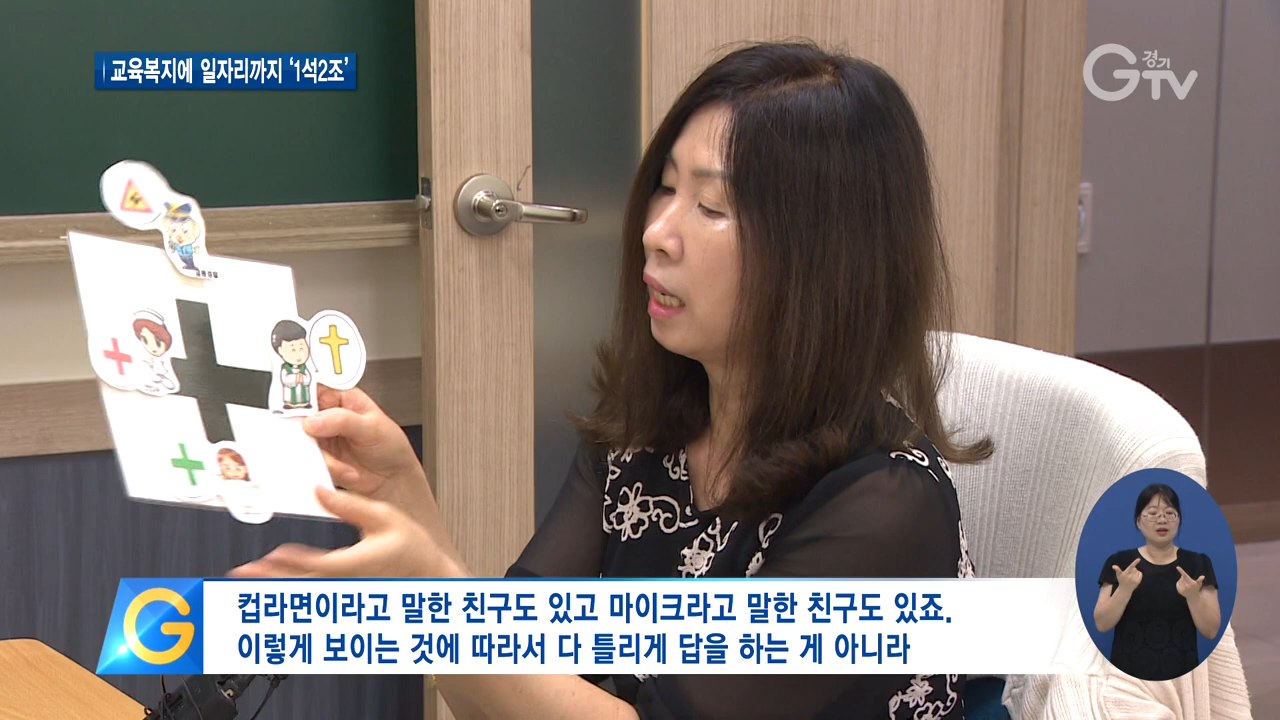 교육복지에 일자리까지 ‘1석2조’
G경기TV
컵라면이라고 말한 친구도 있고 마이크라고 말한 친구도 있죠.
이렇게 보이는 것에 따라서 다 틀리게 답을 하는 게 아니라
G